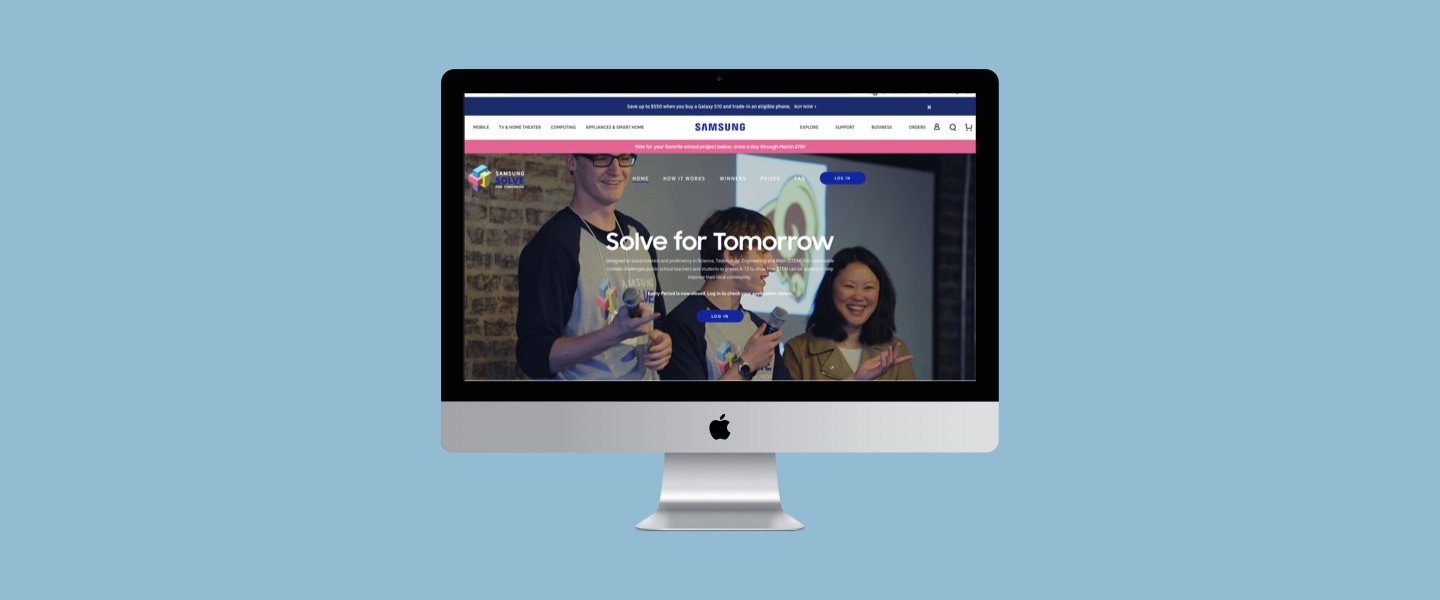 Save up to $550 when you buy a Galaxy S10 and trade-in an eligible phone. BUY NOW >
MOBILE TV & HOME THEATER COMPUTING APPLIANCES & SMART HOME SAMSUNG EXPLORE SUPPORT BUSINESS ORDERS
Vote for your favorite school project below, once a day through March 27th!
SAMSUNG
SOLVE
FOR TOMORROW
HOME HOW IT WORKS WINNERS PRIZES FAQ LOG IN
Solve for Tomorrow
Designed to boost interest and proficiency in Science, Technology, Engineering and Math (STEM), this nationwide
contest challenges public school teachers and students in grades 6-12 to show how STEM can be applied to help
improve their local community.
Entry Period is now closed. Log in to check your application status.
LOG IN
SAMSUNG